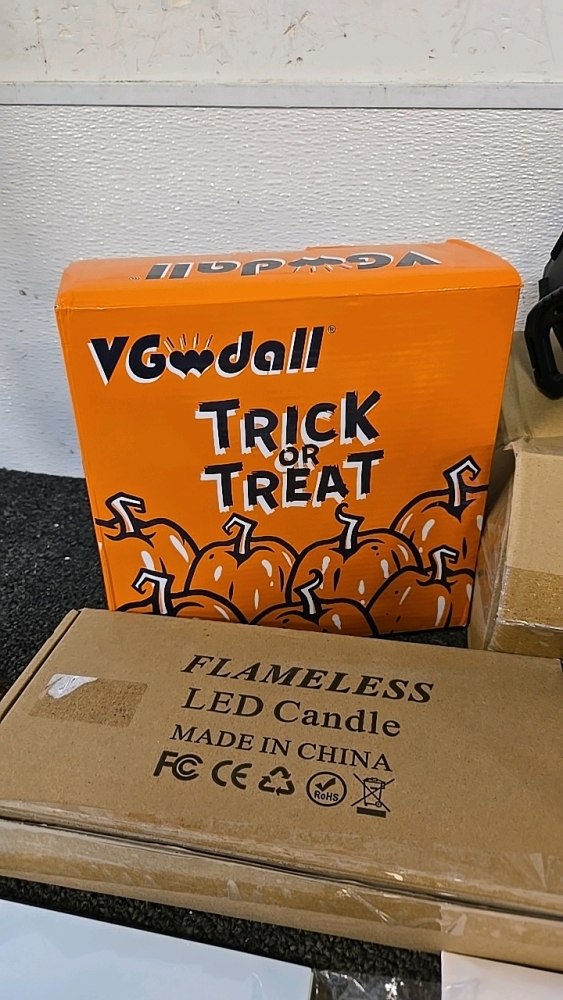 VGoodall
VGoodall®
TRICK
OR
TREAT
FLAMELESS
LED Candle
MADE IN CHINA
FC CE RoHS